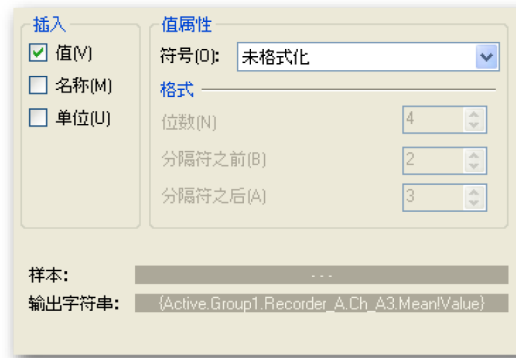 插入
值(V)
名称(M)
单位(U)
值属性
符号(O): 未格式化
格式
位数(N) 4
分隔符之前(B) 2
分隔符之后(A) 3
样本: ---
输出字符串: {Active.Group1.Recorder_A.Ch_A3.Mean!Value}